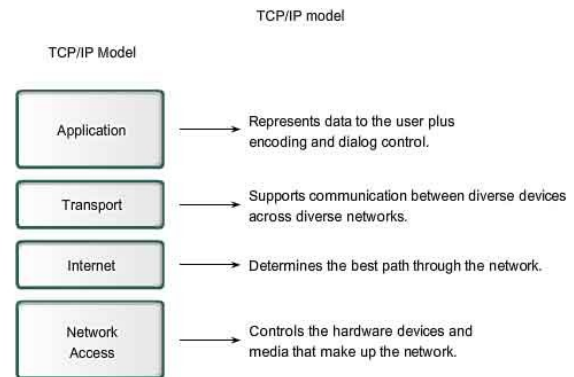 TCP/IP model
TCP/IP Model
Application
Represents data to the user plus
encoding and dialog control.
Transport
Supports communication between diverse devices
across diverse networks.
Internet
Determines the best path through the network.
Network
Access
Controls the hardware devices and
media that make up the network.